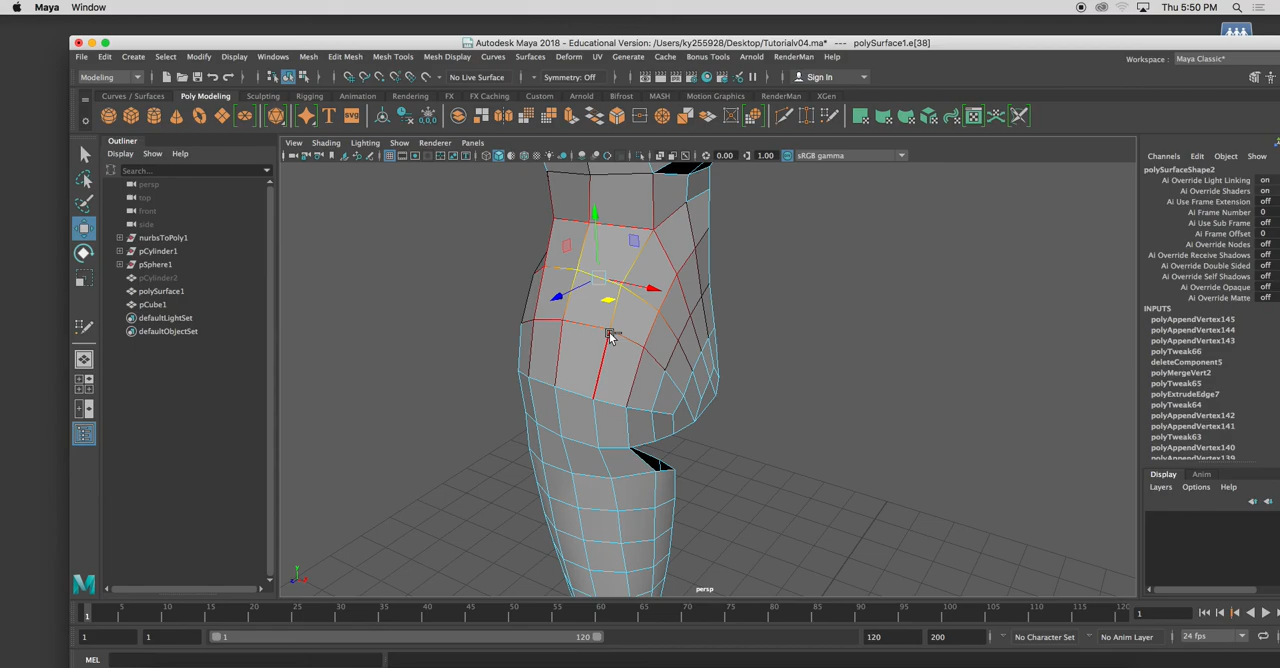 Maya Window Thu 5:50 PM
Autodesk Maya 2018 - Educational Version: /Users/ky255928/Desktop/Tutorialv04.ma* --- polySurface1.e[38]
File Edit Create Select Modify Display Windows Mesh Edit Mesh Mesh Tools Mesh Display Curves Surfaces Deform UV Generate Cache Bonus Tools Arnold RenderMan Help Workspace : Maya Classic*
Modeling No Live Surface Symmetry: Off Sign In
Curves / Surfaces Poly Modeling Sculpting Rigging Animation Rendering FX FX Caching Custom Arnold Bifrost MASH Motion Graphics RenderMan XGen
Outliner
Display Show Help
Search...
persp
top
front
side
nurbsToPoly1
pCylinder1
pSphere1
pCylinder2
polySurface1
pCube1
defaultLightSet
defaultObjectSet
View Shading Lighting Show Renderer Panels
0.00 1.00 sRGB gamma
persp
Channels Edit Object Show
polySurfaceShape2
Ai Override Light Linking on
Ai Override Shaders on
Ai Use Frame Extension off
Ai Frame Number 0
Ai Use Sub Frame off
Ai Frame Offset 0
Ai Override Nodes off
Ai Override Receive Shadows off
Ai Override Double Sided off
Ai Override Self Shadows off
Ai Override Opaque off
Ai Override Matte off
INPUTS
polyAppendVertex145
polyAppendVertex144
polyAppendVertex143
polyTweak66
deleteComponent5
polyMergeVert2
polyTweak65
polyExtrudeEdge7
polyTweak64
polyAppendVertex142
polyAppendVertex141
polyTweak63
polyAppendVertex140
polyAppendVertex139
Display Anim
Layers Options Help
1 5 10 15 20 25 30 35 40 45 50 55 60 65 70 75 80 85 90 95 100 105 110 115 120 1
1 1 1 120 120 200 No Character Set No Anim Layer 24 fps
MEL